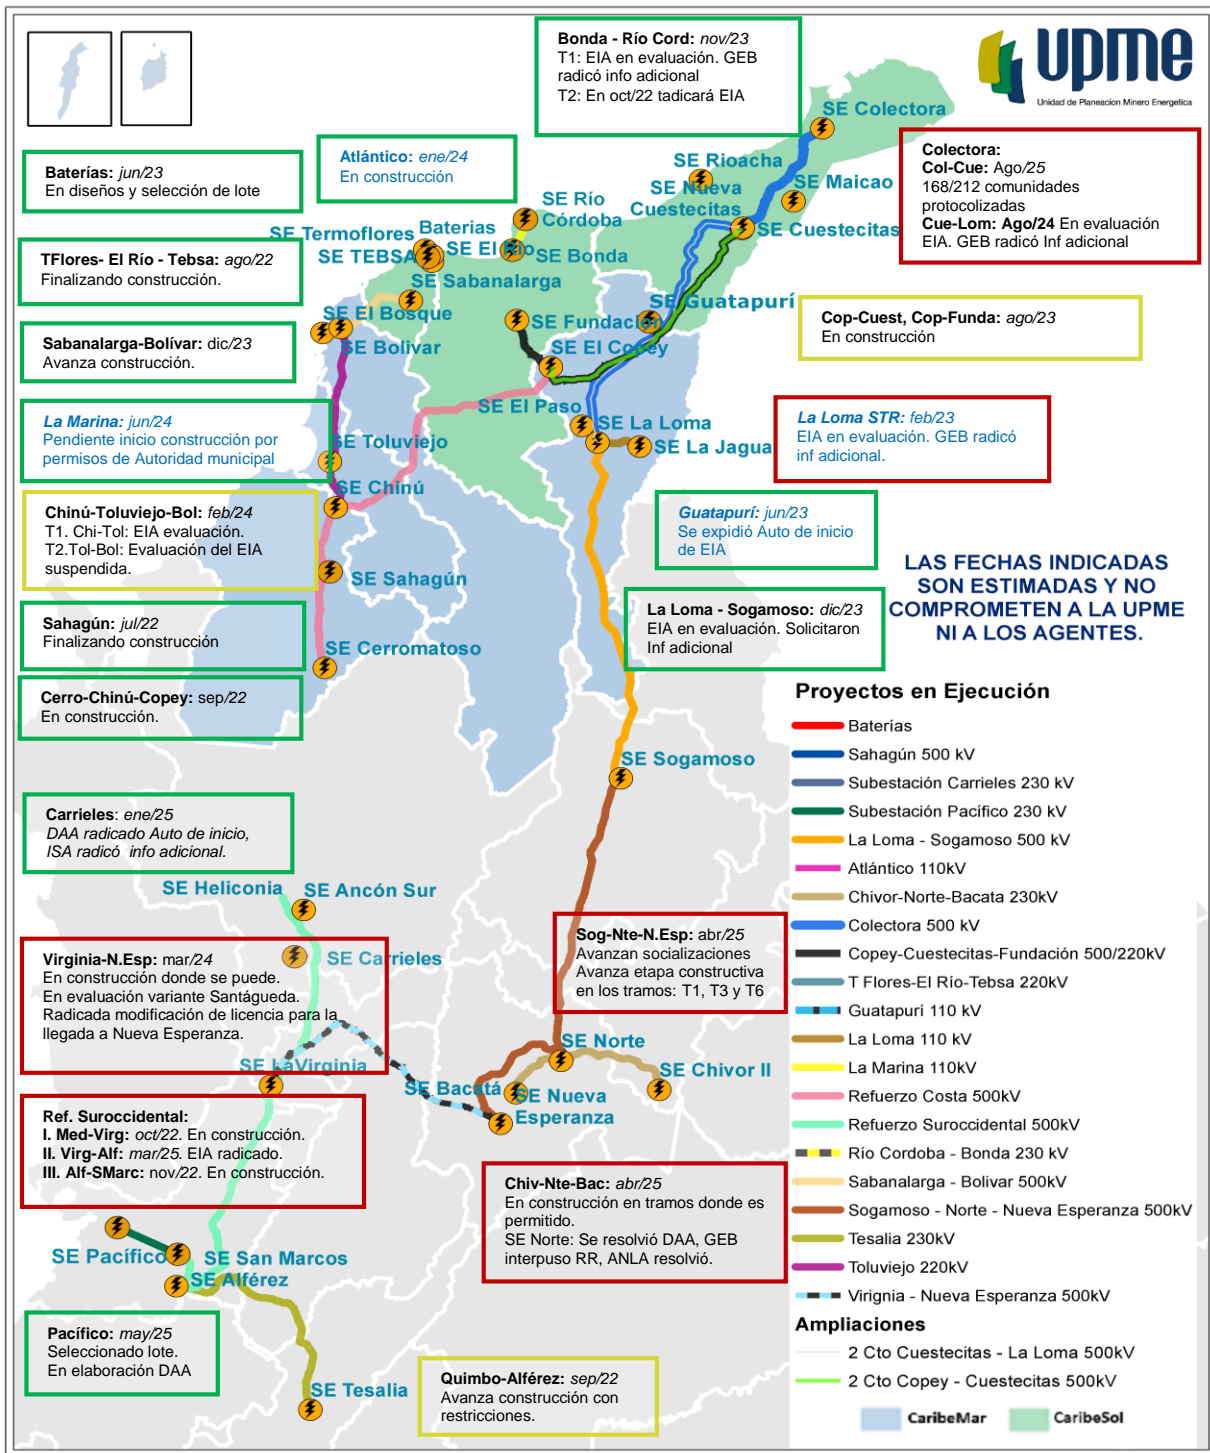 Bonda - Río Cord: nov/23
T1: EIA en evaluación. GEB
radicó info adicional
T2: En oct/22 tadicará EIA
upme
Unidad de Planeacion Minero Energetica
SE Colectora
Colectora:
Col-Cue: Ago/25
168/212 comunidades
protocolizadas
Cue-Lom: Ago/24 En evaluación
EIA. GEB radicó Inf adicional
Baterías: jun/23
En diseños y selección de lote
Atlántico: ene/24
En construcción
SE Rioacha
SE Nueva
Cuestecitas
SE Maicao
SE Cuestecitas
SE Río
Córdoba
Baterias
SE Termoflores
SE TEBSA
SE El Río
SE Bonda
SE Sabanalarga
TFlores- El Río - Tebsa: ago/22
Finalizando construcción.
SE Guatapurí
SE El Bosque
SE Fundación
SE Bolivar
SE El Copey
Cop-Cuest, Cop-Funda: ago/23
En construcción
Sabanalarga-Bolívar: dic/23
Avanza construcción.
SE El Paso
SE La Loma
SE La Jagua
La Marina: jun/24
Pendiente inicio construcción por
permisos de Autoridad municipal
SE Toluviejo
La Loma STR: feb/23
EIA en evaluación. GEB radicó
inf adicional.
SE Chinú
Chinú-Toluviejo-Bol: feb/24
T1. Chi-Tol: EIA evaluación.
T2.Tol-Bol: Evaluación del EIA
suspendida.
Guatapurí: jun/23
Se expidió Auto de inicio
de EIA
SE Sahagún
LAS FECHAS INDICADAS
SON ESTIMADAS Y NO
COMPROMETEN A LA UPME
NI A LOS AGENTES.
Sahagún: jul/22
Finalizando construcción
La Loma - Sogamoso: dic/23
EIA en evaluación. Solicitaron
Inf adicional
SE Cerromatoso
Cerro-Chinú-Copey: sep/22
En construcción.
SE Sogamoso
Carrieles: ene/25
DAA radicado Auto de inicio,
ISA radicó info adicional.
SE Heliconia
SE Ancón Sur
SE Carrieles
Virginia-N.Esp: mar/24
En construcción donde se puede.
En evaluación variante Santágueda.
Radicada modificación de licencia para la
llegada a Nueva Esperanza.
Sog-Nte-N.Esp: abr/25
Avanzan socializaciones
Avanza etapa constructiva
en los tramos: T1, T3 y T6
SE LaVirginia
SE Norte
SE Bacatá
SE Nueva
Esperanza
SE Chivor II
Ref. Suroccidental:
I. Med-Virg: oct/22. En construcción.
II. Virg-Alf: mar/25. EIA radicado.
III. Alf-SMarc: nov/22. En construcción.
Chiv-Nte-Bac: abr/25
En construcción en tramos donde es
permitido.
SE Norte: Se resolvió DAA, GEB
interpuso RR, ANLA resolvió.
SE Pacífico
SE San Marcos
SE Alférez
Pacífico: may/25
Seleccionado lote.
En elaboración DAA
SE Tesalia
Quimbo-Alférez: sep/22
Avanza construcción con
restricciones.
Proyectos en Ejecución
Baterías
Sahagún 500 kV
Subestación Carrieles 230 kV
Subestación Pacífico 230 kV
La Loma - Sogamoso 500 kV
Atlántico 110kV
Chivor-Norte-Bacata 230kV
Colectora 500 kV
Copey-Cuestecitas-Fundación 500/220kV
T Flores-El Río-Tebsa 220kV
Guatapurí 110 kV
La Loma 110 kV
La Marina 110kV
Refuerzo Costa 500kV
Refuerzo Suroccidental 500kV
Río Cordoba - Bonda 230 kV
Sabanalarga - Bolivar 500kV
Sogamoso - Norte - Nueva Esperanza 500kV
Tesalia 230kV
Toluviejo 220kV
Virignia - Nueva Esperanza 500kV
Ampliaciones
2 Cto Cuestecitas - La Loma 500kV
2 Cto Copey - Cuestecitas 500kV
CaribeMar
CaribeSol